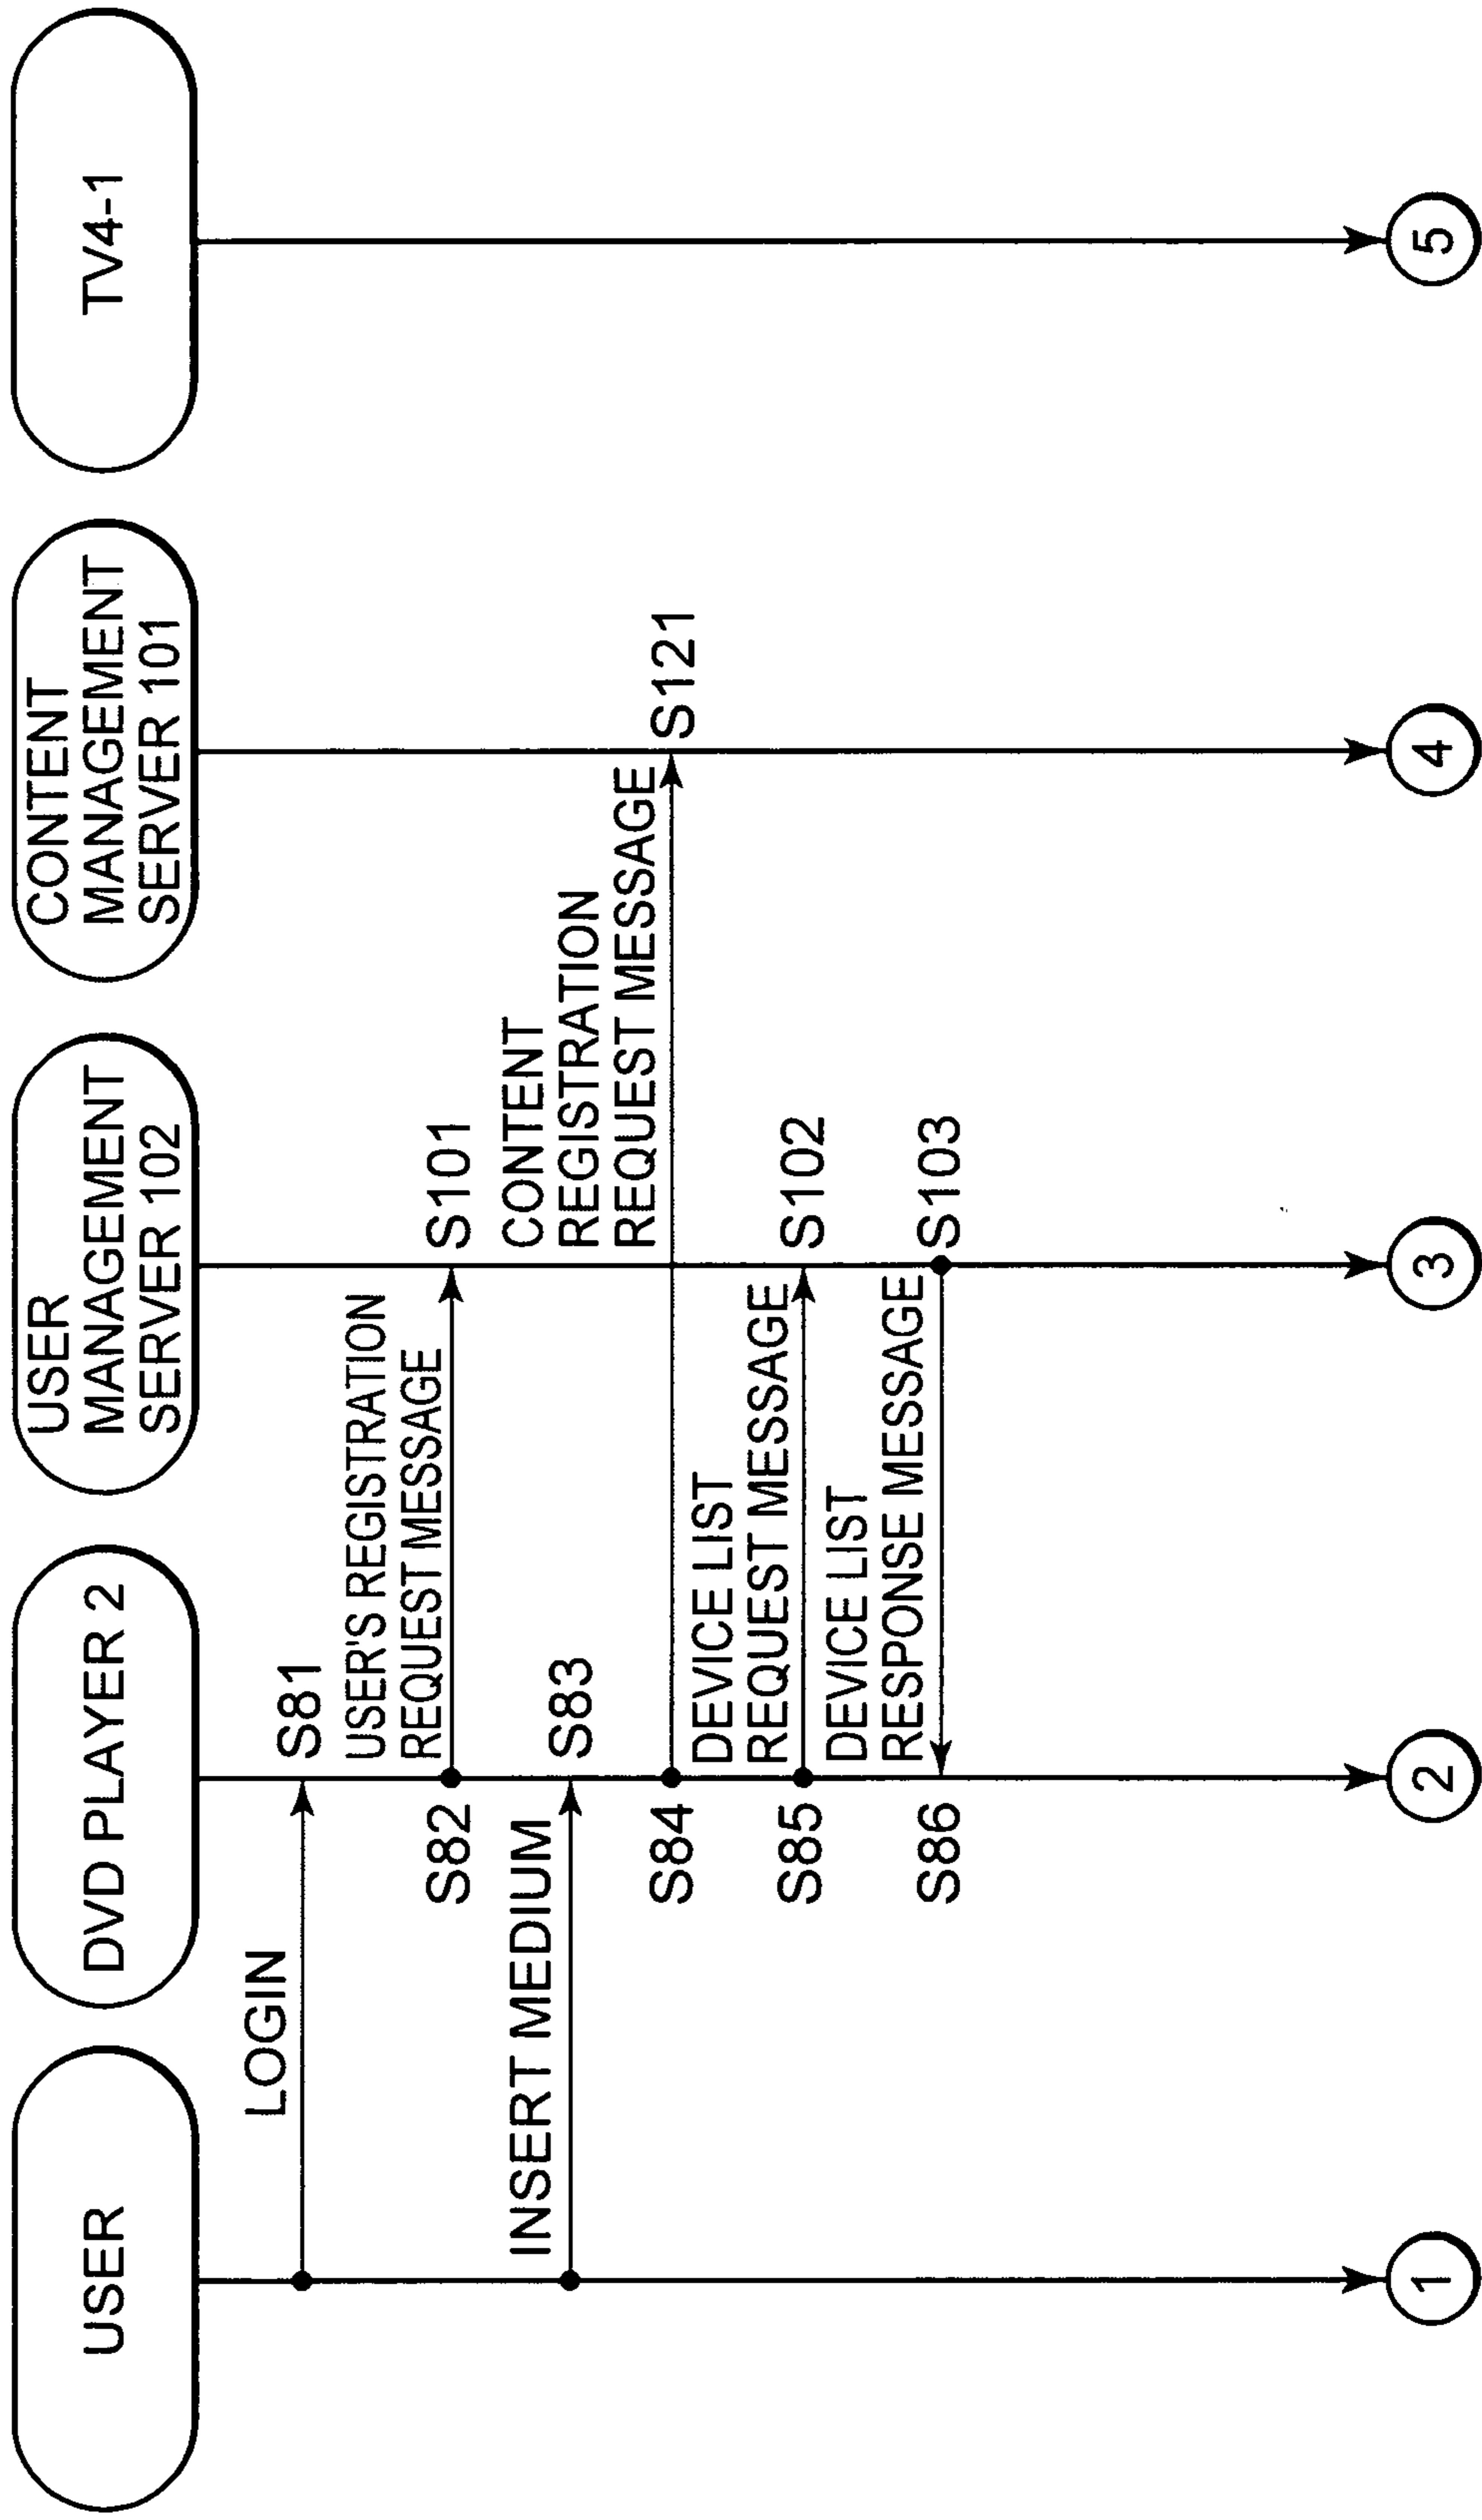 USER
DVD PLAYER 2
USER
MANAGEMENT
SERVER 102
CONTENT
MANAGEMENT
SERVER 101
TV4-1
LOGIN
S81
USER'S REGISTRATION
REQUEST MESSAGE
S82
S101
INSERT MEDIUM
S83
CONTENT
REGISTRATION
REQUEST MESSAGE
S84
S121
DEVICE LIST
REQUEST MESSAGE
S85
S102
DEVICE LIST
RESPONSE MESSAGE
S86
S103
1
2
3
4
5